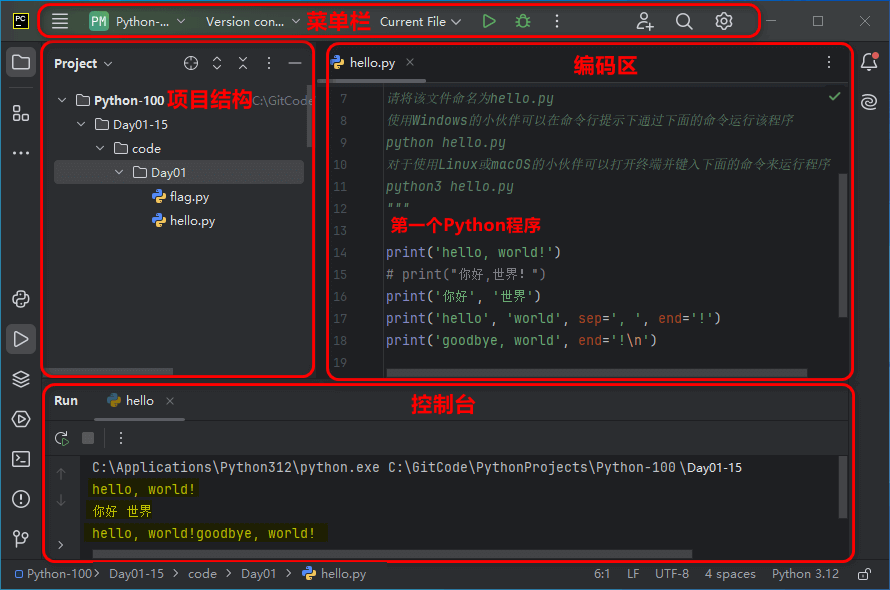 PC PM Python-... Version con... 菜单栏 Current File
Project
Python-100 项目结构 C:\GitCode
Day01-15
code
Day01
flag.py
hello.py
hello.py
编码区
7 请将该文件命名为hello.py
8 使用Windows的小伙伴可以在命令行提示下通过下面的命令运行该程序
9 python hello.py
10 对于使用Linux或macOS的小伙伴可以打开终端并键入下面的命令来运行程序
11 python3 hello.py
12 """
13 第一个Python程序
14 print('hello, world!')
15 # print("你好,世界！")
16 print('你好', '世界')
17 print('hello', 'world', sep=', ', end='!')
18 print('goodbye, world', end='!\n')
19
Run hello
控制台
C:\Applications\Python312\python.exe C:\GitCode\PythonProjects\Python-100\Day01-15
hello, world!
你好 世界
hello, world!goodbye, world!
Python-100 > Day01-15 > code > Day01 > hello.py 6:1 LF UTF-8 4 spaces Python 3.12